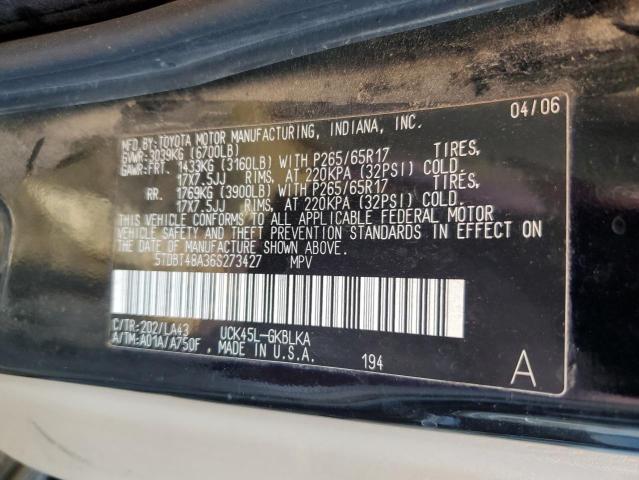 04/06
MFD.BY:TOYOTA MOTOR MANUFACTURING, INDIANA, INC.
GVWR:3039KG (6700LB)
GAWR:FRT. 1433KG (3160LB) WITH P265/65R17 TIRES,
17X7.5JJ RIMS, AT 220KPA (32PSI) COLD.
RR. 1769KG (3900LB) WITH P265/65R17 TIRES,
17X7.5JJ RIMS, AT 220KPA (32PSI) COLD.
THIS VEHICLE CONFORMS TO ALL APPLICABLE FEDERAL MOTOR
VEHICLE SAFETY AND THEFT PREVENTION STANDARDS IN EFFECT
ON THE DATE OF MANUFACTURE SHOWN ABOVE.
5TDBT48A36S273427 MPV
C/TR:202/LA43 UCK45L-GKBLKA
A/TM:A01A/A750F MADE IN U.S.A.
194
A